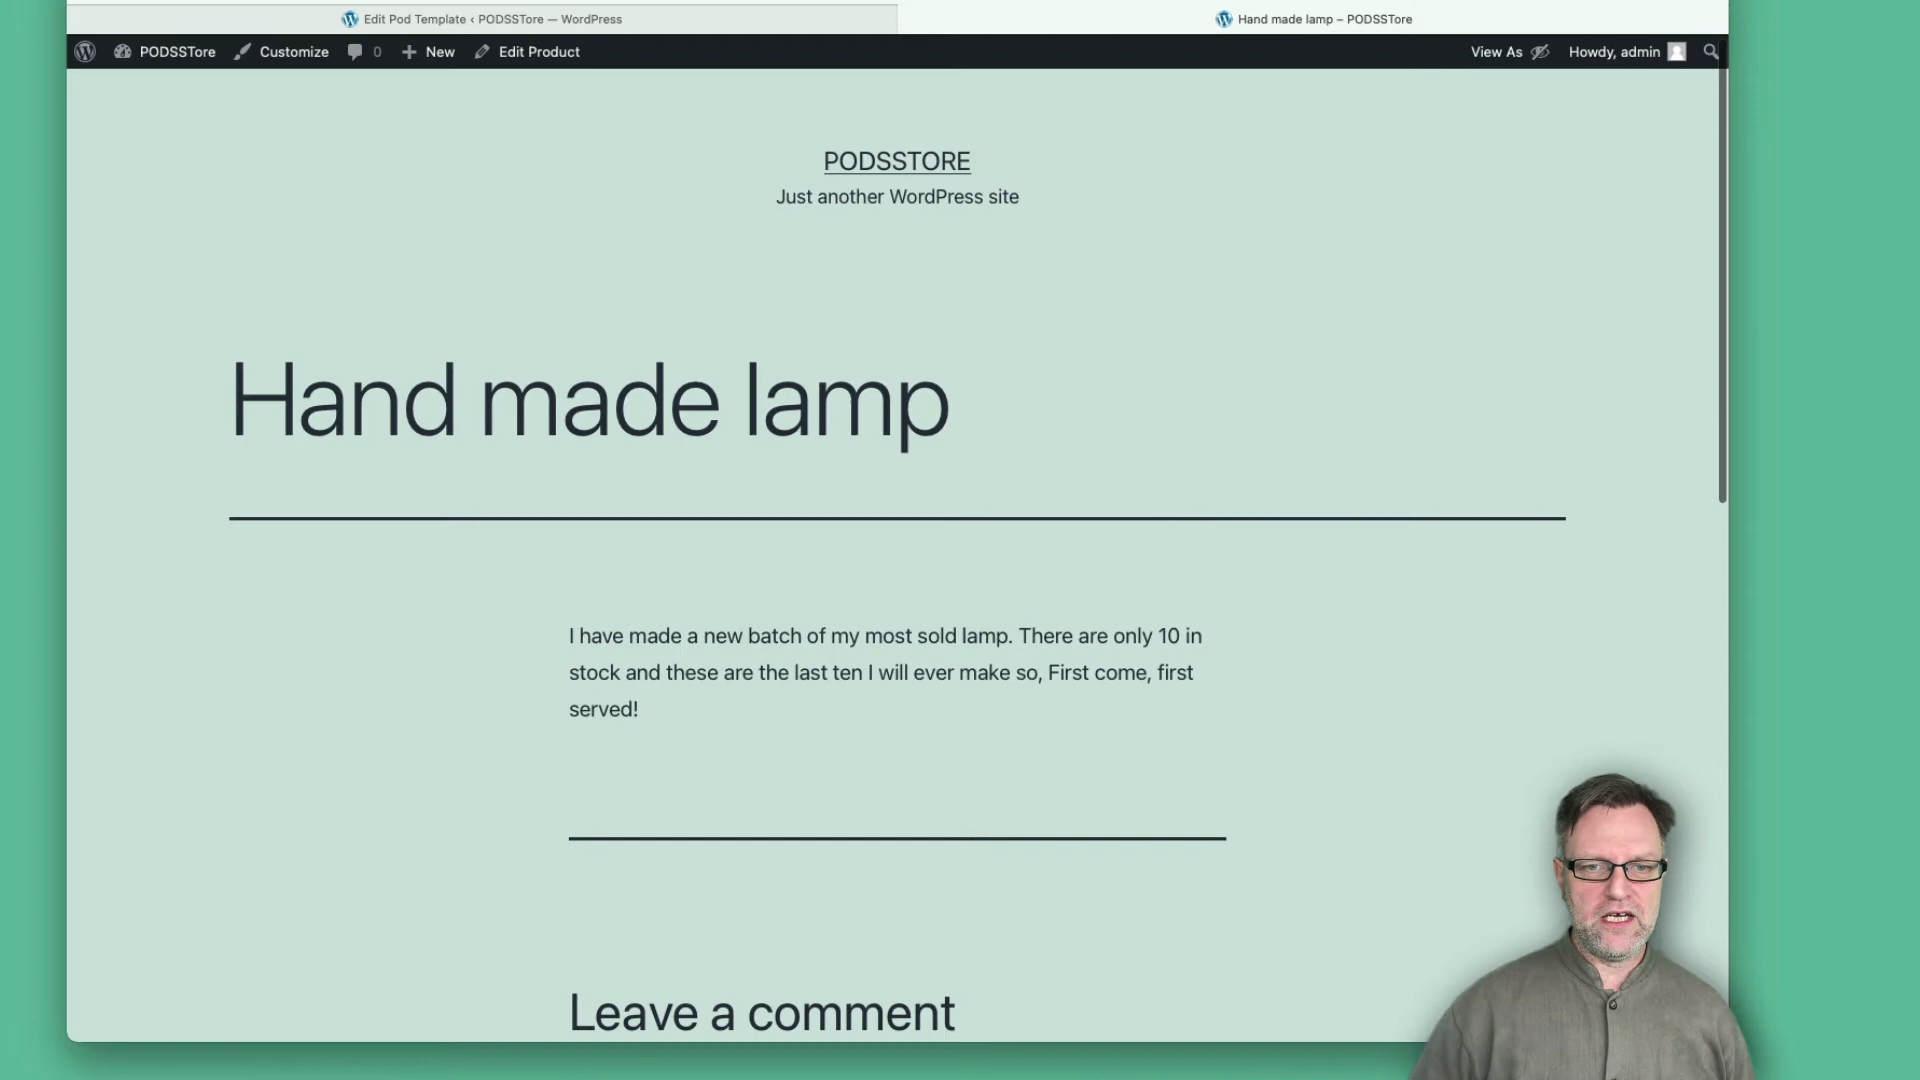 Edit Pod Template ‹ PODSSTore — WordPress
Hand made lamp – PODSSTore
PODSSTore Customize 0 New Edit Product View As Howdy, admin
PODSSTORE
Just another WordPress site
Hand made lamp
I have made a new batch of my most sold lamp. There are only 10 in
stock and these are the last ten I will ever make so, First come, first
served!
Leave a comment